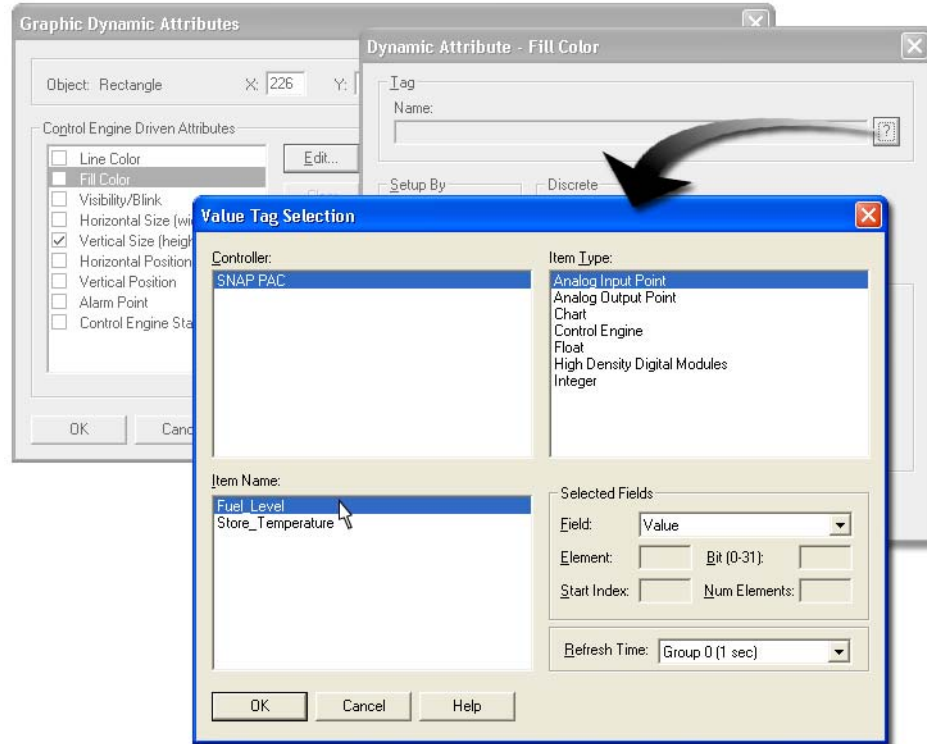 Graphic Dynamic Attributes
Object: Rectangle X: 226 Y:
Control Engine Driven Attributes
Line Color
Fill Color
Visibility/Blink
Horizontal Size
Vertical Size (heigh
Horizontal Position
Vertical Position
Alarm Point
Control Engine Sta
Edit...
OK
Dynamic Attribute - Fill Color
Tag
Name:
?
Setup By
Discrete
Value Tag Selection
Controller:
SNAP PAC
Item Type:
Analog Input Point
Analog Output Point
Chart
Control Engine
Float
High Density Digital Modules
Integer
Item Name:
Fuel_Level
Store_Temperature
Selected Fields
Field: Value
Element: Bit (0-31):
Start Index: Num Elements:
Refresh Time: Group 0 (1 sec)
OK Cancel Help